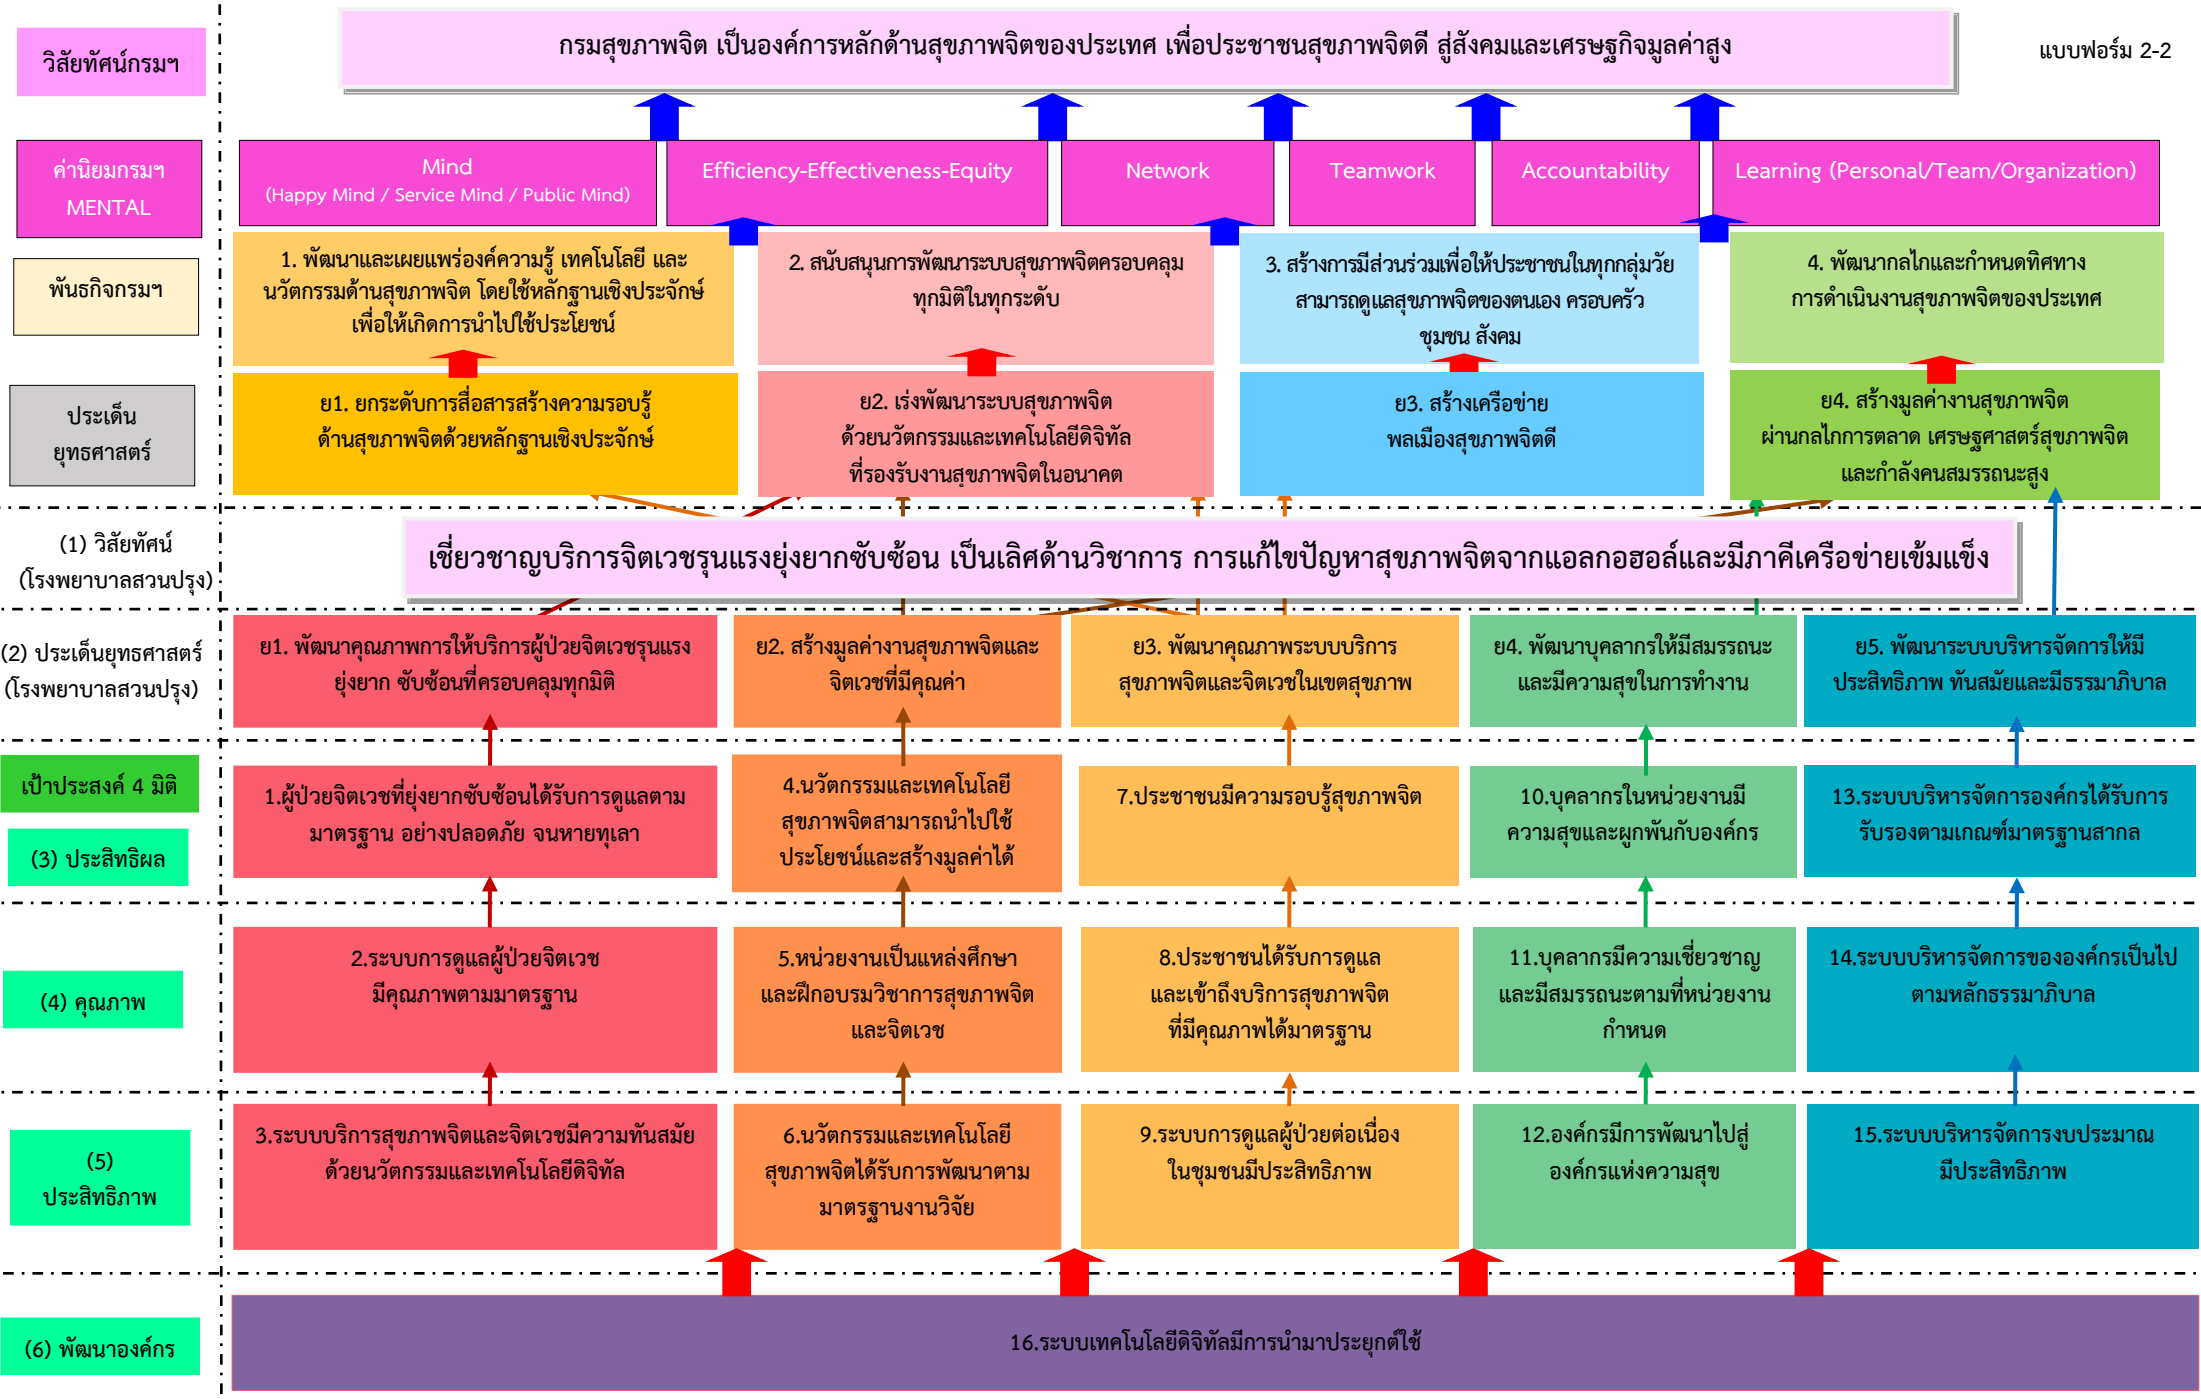 วิสัยทัศน์กรมฯ
กรมสุขภาพจิต เป็นองค์การหลักด้านสุขภาพจิตของประเทศ เพื่อประชาชนสุขภาพจิตดี สู่สังคมและเศรษฐกิจมูลค่าสูง
แบบฟอร์ม 2-2
ค่านิยมกรมฯ
MENTAL
Mind
(Happy Mind / Service Mind / Public Mind)
Efficiency-Effectiveness-Equity
Network
Teamwork
Accountability
Learning (Personal/Team/Organization)
พันธกิจกรมฯ
1. พัฒนาและเผยแพร่องค์ความรู้ เทคโนโลยี และ
นวัตกรรมด้านสุขภาพจิต โดยใช้หลักฐานเชิงประจักษ์
เพื่อให้เกิดการนำไปใช้ประโยชน์
2. สนับสนุนการพัฒนาระบบสุขภาพจิตครอบคลุม
ทุกมิติในทุกระดับ
3. สร้างการมีส่วนร่วมเพื่อให้ประชาชนในทุกกลุ่มวัย
สามารถดูแลสุขภาพจิตของตนเอง ครอบครัว
ชุมชน สังคม
4. พัฒนากลไกและกำหนดทิศทาง
การดำเนินงานสุขภาพจิตของประเทศ
ประเด็น
ยุทธศาสตร์
ย1. ยกระดับการสื่อสารสร้างความรอบรู้
ด้านสุขภาพจิตด้วยหลักฐานเชิงประจักษ์
ย2. เร่งพัฒนาระบบสุขภาพจิต
ด้วยนวัตกรรมและเทคโนโลยีดิจิทัล
ที่รองรับงานสุขภาพจิตในอนาคต
ย3. สร้างเครือข่าย
พลเมืองสุขภาพจิตดี
ย4. สร้างมูลค่างานสุขภาพจิต
ผ่านกลไกการตลาด เศรษฐศาสตร์สุขภาพจิต
และกำลังคนสมรรถนะสูง
(1) วิสัยทัศน์
(โรงพยาบาลสวนปรุง)
เชี่ยวชาญบริการจิตเวชรุนแรงยุ่งยากซับซ้อน เป็นเลิศด้านวิชาการ การแก้ไขปัญหาสุขภาพจิตจากแอลกอฮอล์และมีภาคีเครือข่ายเข้มแข็ง
(2) ประเด็นยุทธศาสตร์
(โรงพยาบาลสวนปรุง)
ย1. พัฒนาคุณภาพการให้บริการผู้ป่วยจิตเวชรุนแรง
ยุ่งยาก ซับซ้อนที่ครอบคลุมทุกมิติ
ย2. สร้างมูลค่างานสุขภาพจิตและ
จิตเวชที่มีคุณค่า
ย3. พัฒนาคุณภาพระบบบริการ
สุขภาพจิตและจิตเวชในเขตสุขภาพ
ย4. พัฒนาบุคลากรให้มีสมรรถนะ
และมีความสุขในการทำงาน
ย5. พัฒนาระบบบริหารจัดการให้มี
ประสิทธิภาพ ทันสมัยและมีธรรมาภิบาล
เป้าประสงค์ 4 มิติ
(3) ประสิทธิผล
1.ผู้ป่วยจิตเวชที่ยุ่งยากซับซ้อนได้รับการดูแลตาม
มาตรฐาน อย่างปลอดภัย จนหายทุเลา
4.นวัตกรรมและเทคโนโลยี
สุขภาพจิตสามารถนำไปใช้
ประโยชน์และสร้างมูลค่าได้
7.ประชาชนมีความรอบรู้สุขภาพจิต
10.บุคลากรในหน่วยงานมี
ความสุขและผูกพันกับองค์กร
13.ระบบบริหารจัดการองค์กรได้รับการ
รับรองตามเกณฑ์มาตรฐานสากล
(4) คุณภาพ
2.ระบบการดูแลผู้ป่วยจิตเวช
มีคุณภาพตามมาตรฐาน
5.หน่วยงานเป็นแหล่งศึกษา
และฝึกอบรมวิชาการสุขภาพจิต
และจิตเวช
8.ประชาชนได้รับการดูแล
และเข้าถึงบริการสุขภาพจิต
ที่มีคุณภาพได้มาตรฐาน
11.บุคลากรมีความเชี่ยวชาญ
และมีสมรรถนะตามที่หน่วยงาน
กำหนด
14.ระบบบริหารจัดการขององค์กรเป็นไป
ตามหลักธรรมาภิบาล
(5)
ประสิทธิภาพ
3.ระบบบริการสุขภาพจิตและจิตเวชมีความทันสมัย
ด้วยนวัตกรรมและเทคโนโลยีดิจิทัล
6.นวัตกรรมและเทคโนโลยี
สุขภาพจิตได้รับการพัฒนาตาม
มาตรฐานงานวิจัย
9.ระบบการดูแลผู้ป่วยต่อเนื่อง
ในชุมชนมีประสิทธิภาพ
12.องค์กรมีการพัฒนาไปสู่
องค์กรแห่งความสุข
15.ระบบบริหารจัดการงบประมาณ
มีประสิทธิภาพ
(6) พัฒนาองค์กร
16.ระบบเทคโนโลยีดิจิทัลมีการนำมาประยุกต์ใช้